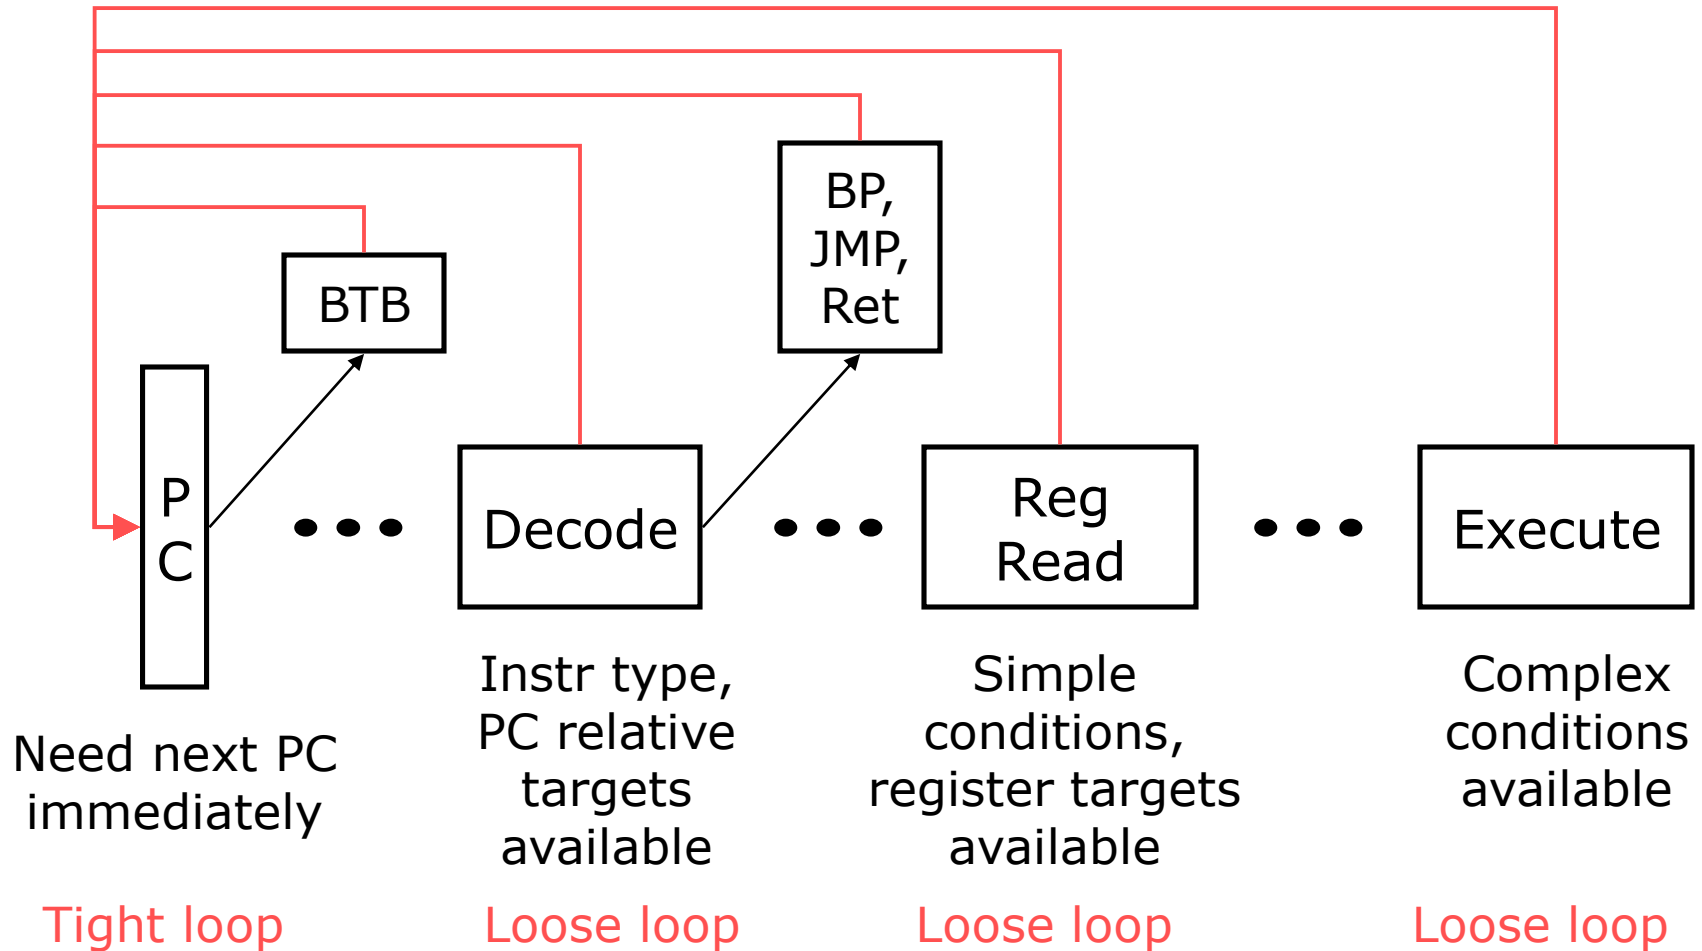 BP,
JMP,
Ret
BTB
P
C
Decode
Reg
Read
Execute
Need next PC
immediately
Instr type,
PC relative
targets
available
Simple
conditions,
register targets
available
Complex
conditions
available
Tight loop
Loose loop
Loose loop
Loose loop